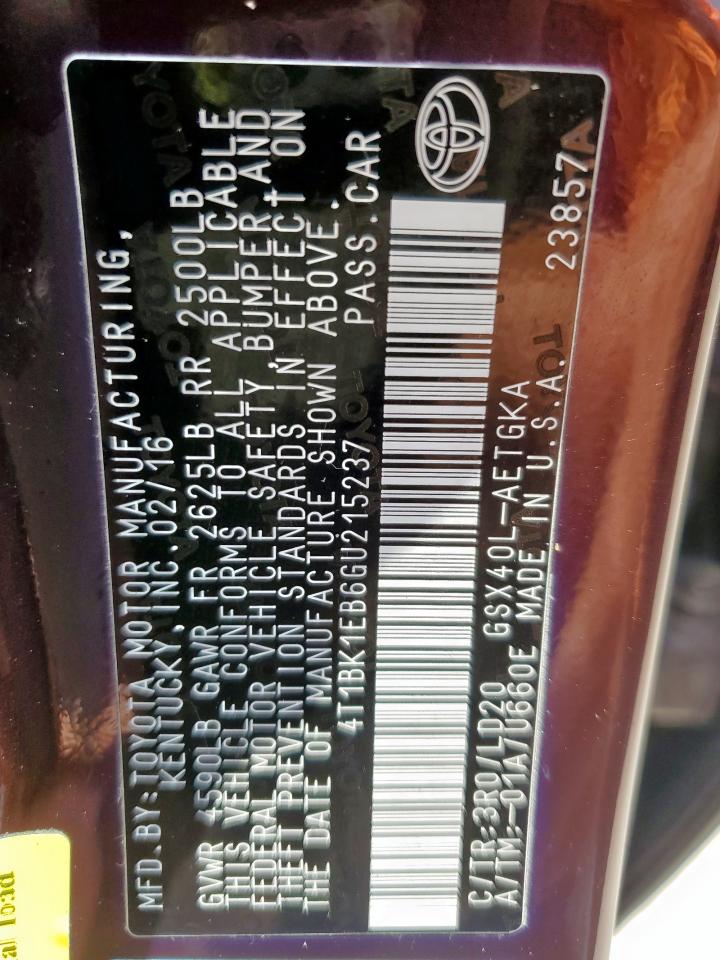 MFD.BY:TOYOTA MOTOR MANUFACTURING,
KENTUCKY,INC.02/16
GVWR 4590LB GAWR FR 2625LB RR 2500LB
THIS VEHICLE CONFORMS TO ALL APPLICABLE
FEDERAL MOTOR VEHICLE SAFETY,BUMPER,AND
THEFT PREVENTION STANDARDS IN EFFECT ON
THE DATE OF MANUFACTURE SHOWN ABOVE.
4T1BK1EB6GU215237 PASS.CAR
C/TR:3R0/LD20 GSX40L-AETGKA
A/TM:-01A/U660E MADE IN U.S.A. 23857
load